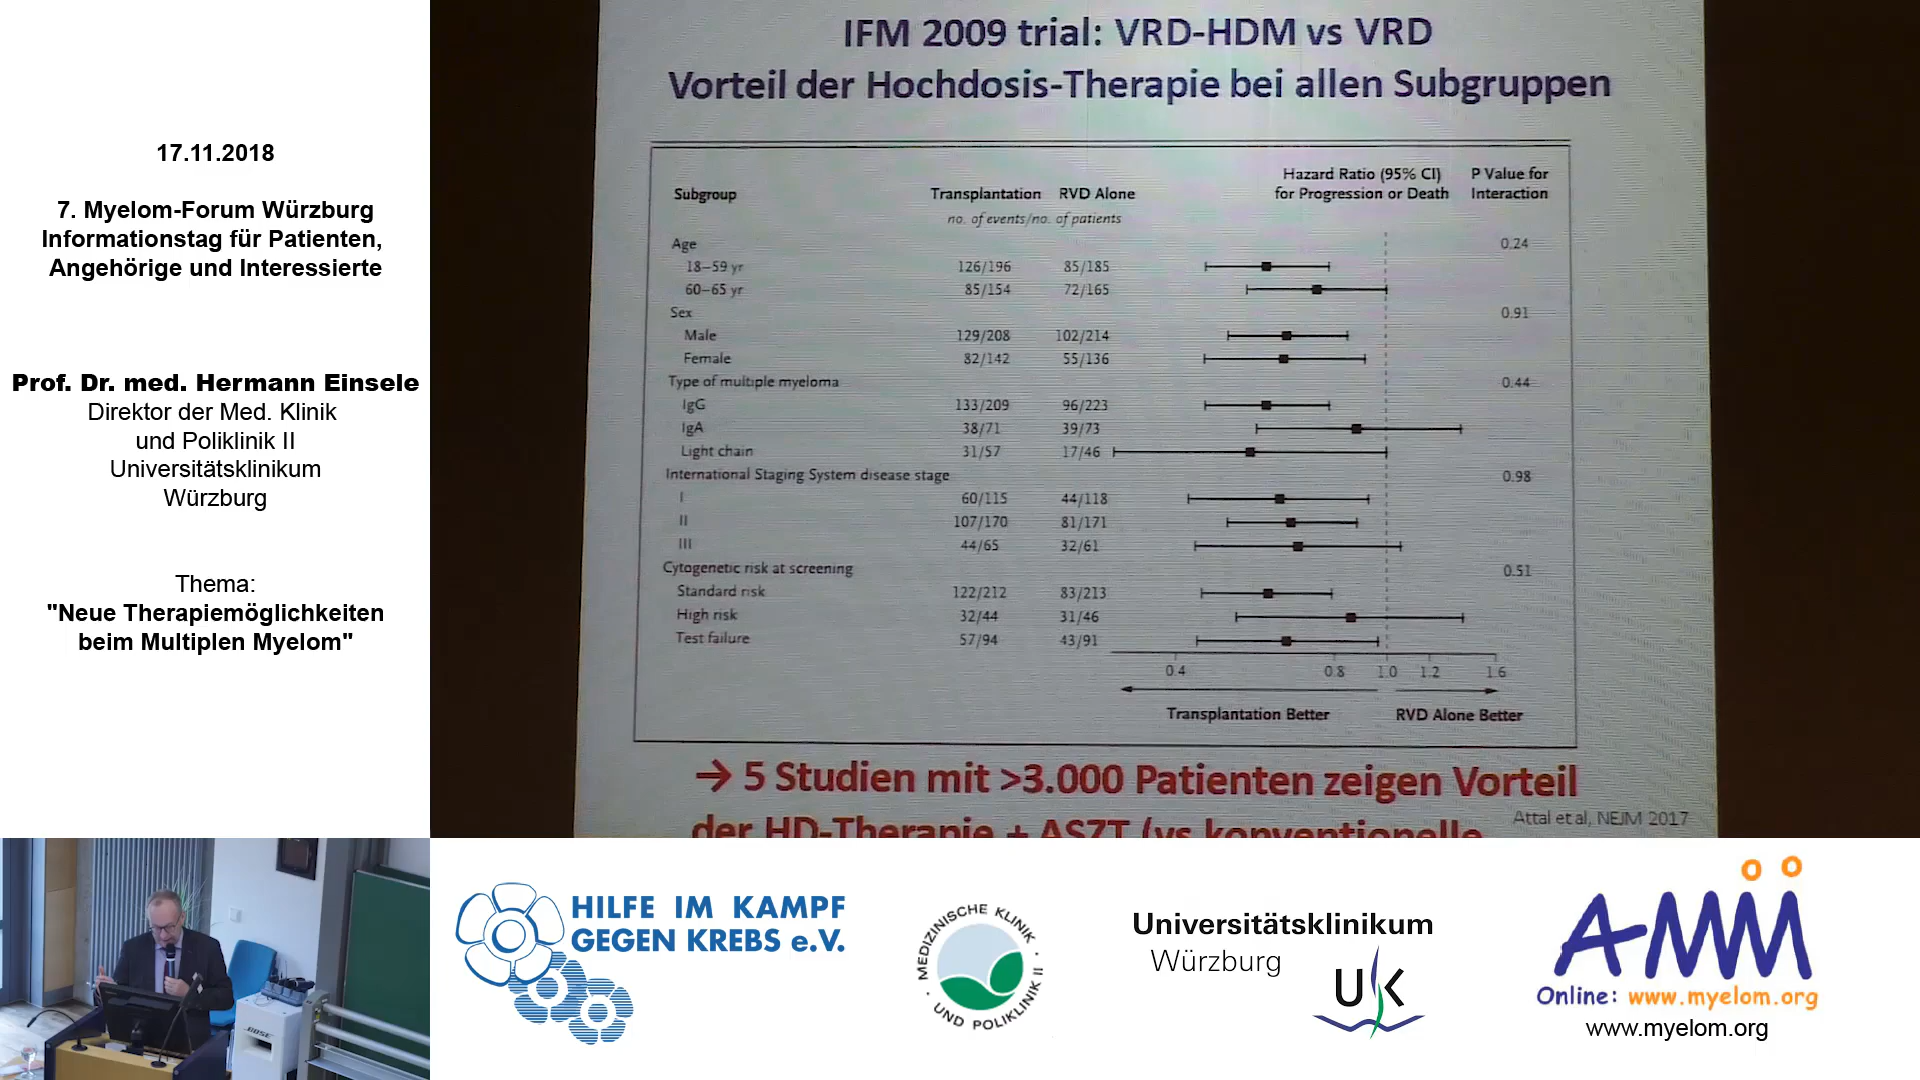 17.11.2018
7. Myelom-Forum Würzburg
Informationstag für Patienten,
Angehörige und Interessierte
Prof. Dr. med. Hermann Einsele
Direktor der Med. Klinik
und Poliklinik II
Universitätsklinikum
Würzburg
Thema:
"Neue Therapiemöglichkeiten
beim Multiplen Myelom"
IFM 2009 trial: VRD-HDM vs VRD
Vorteil der Hochdosis-Therapie bei allen Subgruppen
Subgroup Transplantation RVD Alone Hazard Ratio (95% CI) for Progression or Death P Value for Interaction
no. of events/no. of patients
Age 0.24
18–59 yr 126/196 85/185
60–65 yr 85/154 72/165
Sex 0.91
Male 129/208 102/214
Female 82/142 55/136
Type of multiple myeloma 0.44
IgG 133/209 96/223
IgA 38/71 39/73
Light chain 31/57 17/46
International Staging System disease stage 0.98
I 60/115 44/118
II 107/170 81/171
III 44/65 32/61
Cytogenetic risk at screening 0.51
Standard risk 122/212 83/213
High risk 32/44 31/46
Test failure 57/94 43/91
0.4 0.8 1.0 1.2 1.6
Transplantation Better RVD Alone Better
→ 5 Studien mit >3.000 Patienten zeigen Vorteil
der HD-Therapie + ASZT (vs konventionelle
Attal et al, NEJM 2017
BOSE
HILFE IM KAMPF
GEGEN KREBS e.V.
MEDIZINISCHE KLINIK
UND POLIKLINIK II
Universitätsklinikum
Würzburg
UK
AMM
Online: www.myelom.org
www.myelom.org